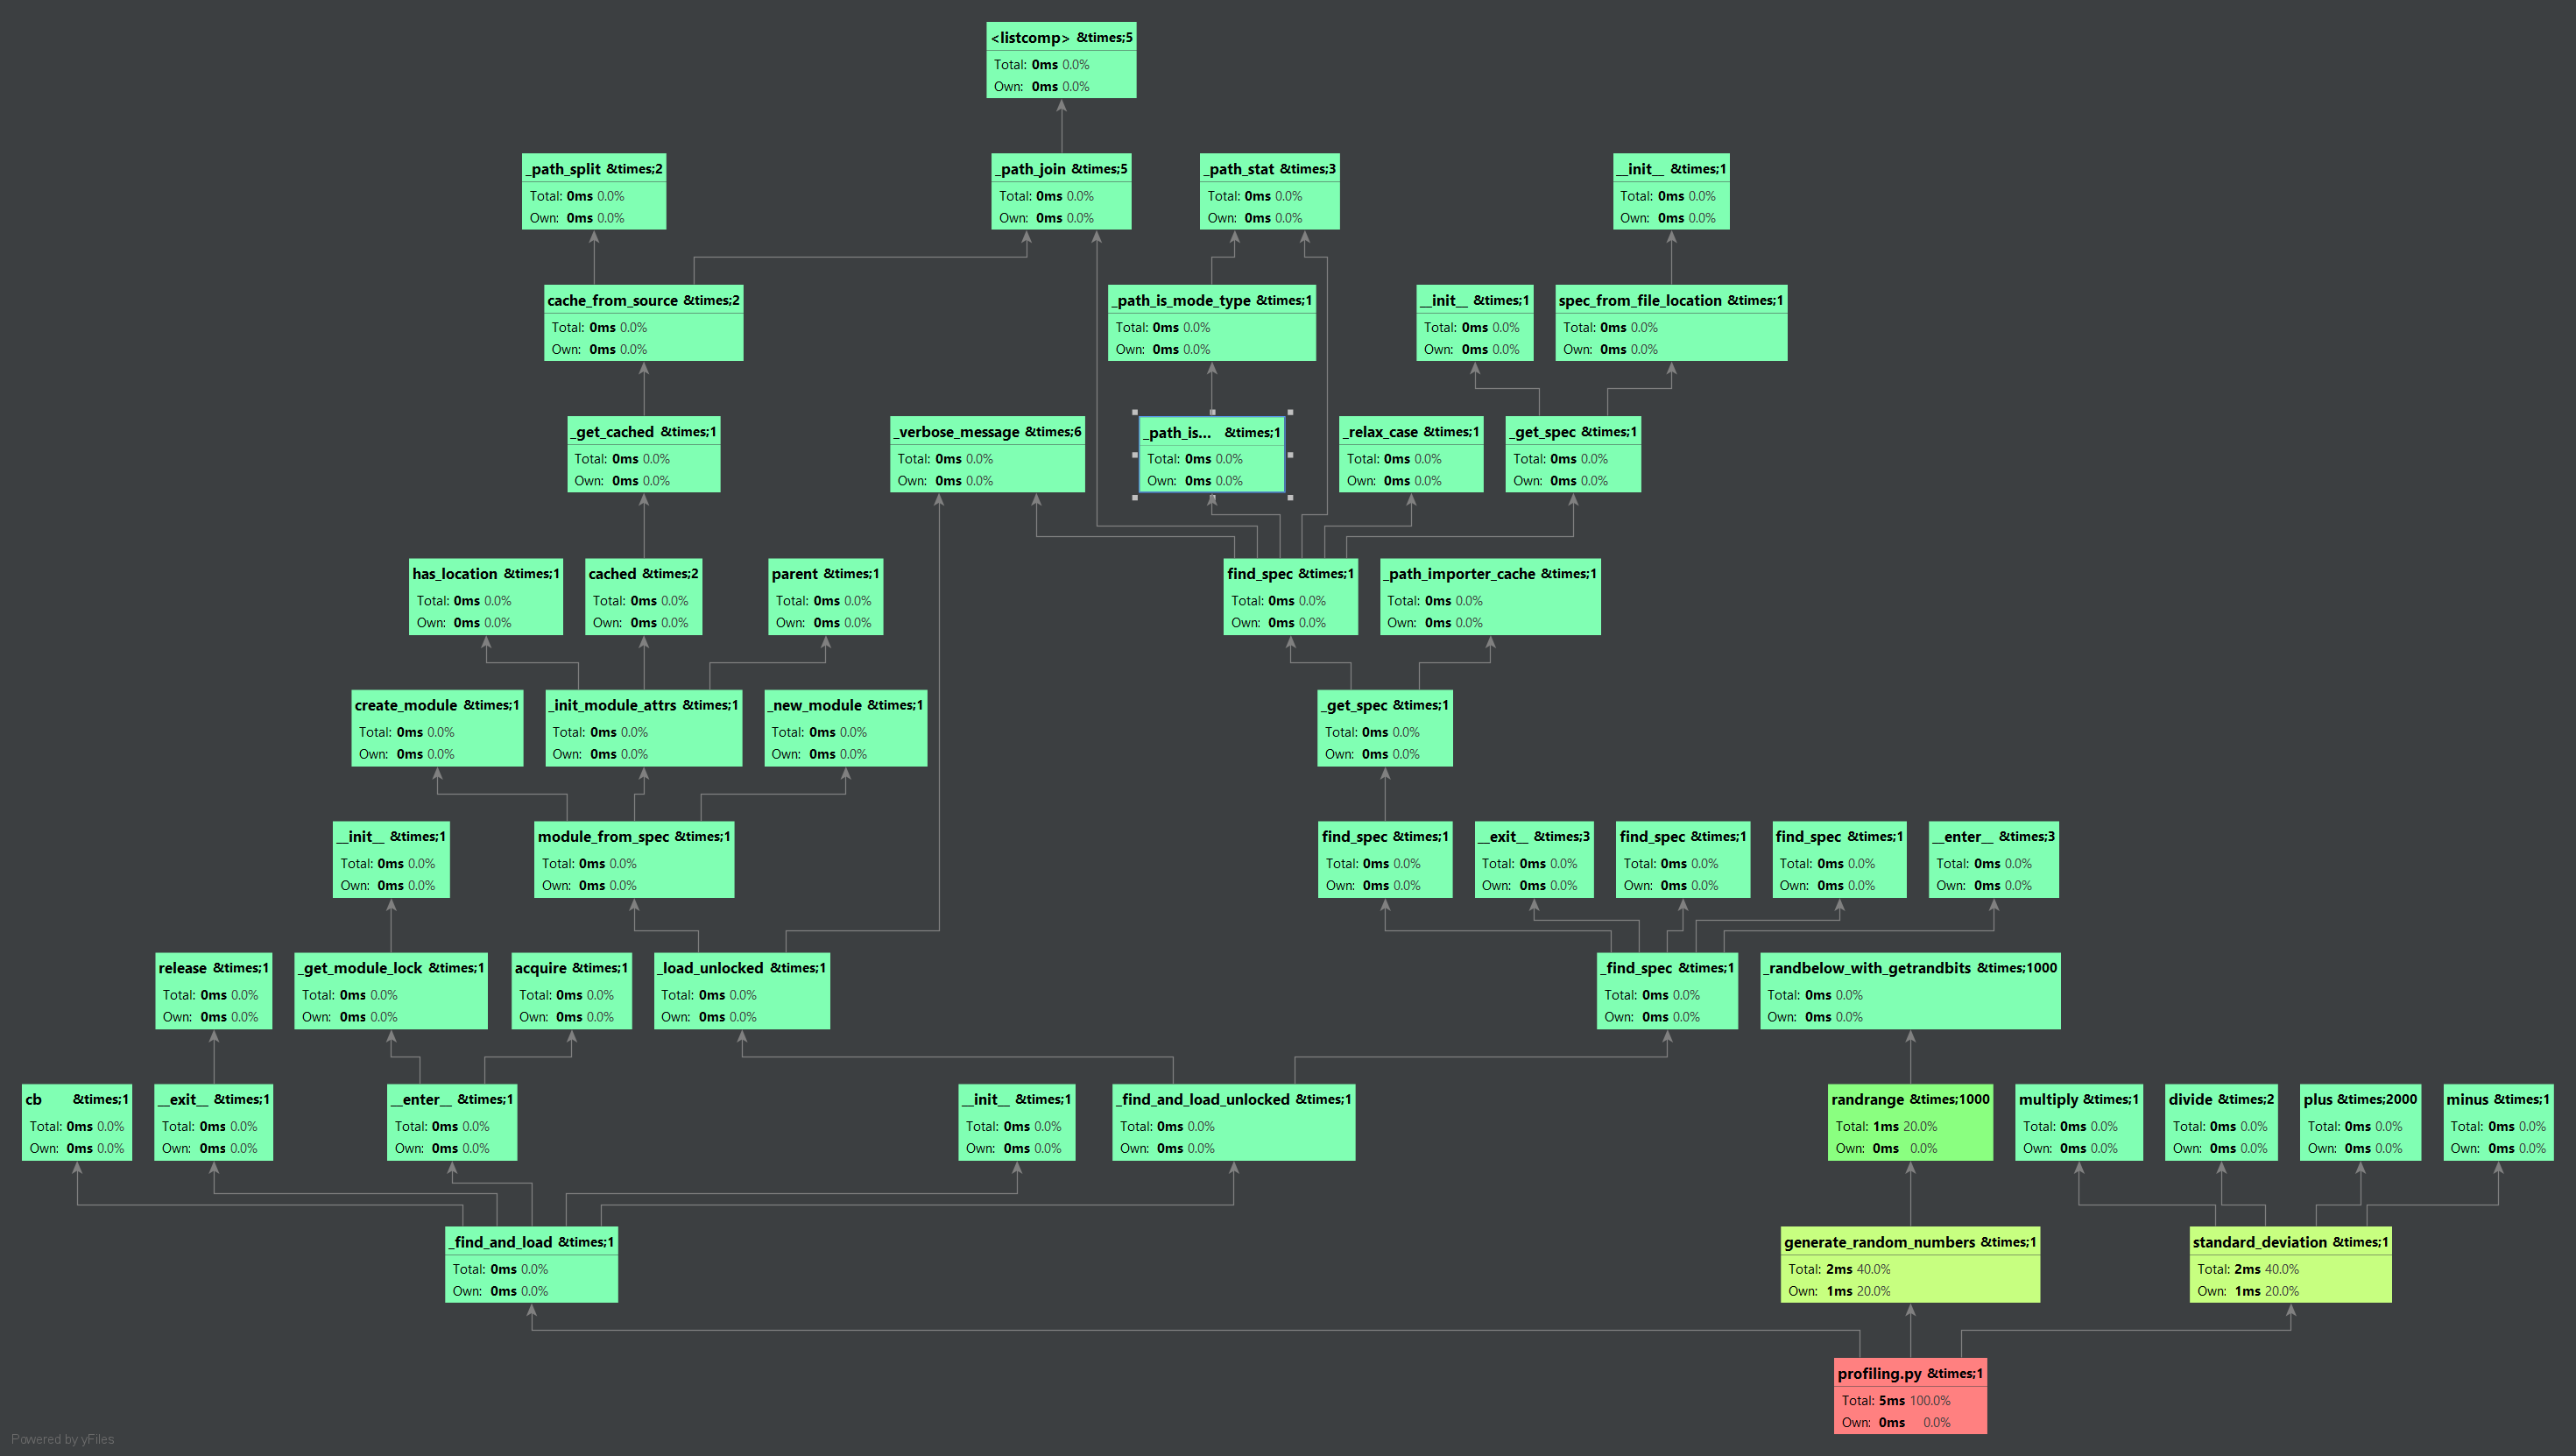 <listcomp> &times;5
Total: 0ms 0.0%
Own: 0ms 0.0%
_path_split &times;2
Total: 0ms 0.0%
Own: 0ms 0.0%
_path_join &times;5
Total: 0ms 0.0%
Own: 0ms 0.0%
_path_stat &times;3
Total: 0ms 0.0%
Own: 0ms 0.0%
__init__ &times;1
Total: 0ms 0.0%
Own: 0ms 0.0%
cache_from_source &times;2
Total: 0ms 0.0%
Own: 0ms 0.0%
_path_is_mode_type &times;1
Total: 0ms 0.0%
Own: 0ms 0.0%
__init__ &times;1
Total: 0ms 0.0%
Own: 0ms 0.0%
spec_from_file_location &times;1
Total: 0ms 0.0%
Own: 0ms 0.0%
_get_cached &times;1
Total: 0ms 0.0%
Own: 0ms 0.0%
_verbose_message &times;6
Total: 0ms 0.0%
Own: 0ms 0.0%
_path_is... &times;1
Total: 0ms 0.0%
Own: 0ms 0.0%
_relax_case &times;1
Total: 0ms 0.0%
Own: 0ms 0.0%
_get_spec &times;1
Total: 0ms 0.0%
Own: 0ms 0.0%
has_location &times;1
Total: 0ms 0.0%
Own: 0ms 0.0%
cached &times;2
Total: 0ms 0.0%
Own: 0ms 0.0%
parent &times;1
Total: 0ms 0.0%
Own: 0ms 0.0%
find_spec &times;1
Total: 0ms 0.0%
Own: 0ms 0.0%
_path_importer_cache &times;1
Total: 0ms 0.0%
Own: 0ms 0.0%
create_module &times;1
Total: 0ms 0.0%
Own: 0ms 0.0%
_init_module_attrs &times;1
Total: 0ms 0.0%
Own: 0ms 0.0%
_new_module &times;1
Total: 0ms 0.0%
Own: 0ms 0.0%
_get_spec &times;1
Total: 0ms 0.0%
Own: 0ms 0.0%
__init__ &times;1
Total: 0ms 0.0%
Own: 0ms 0.0%
module_from_spec &times;1
Total: 0ms 0.0%
Own: 0ms 0.0%
find_spec &times;1
Total: 0ms 0.0%
Own: 0ms 0.0%
__exit__ &times;3
Total: 0ms 0.0%
Own: 0ms 0.0%
find_spec &times;1
Total: 0ms 0.0%
Own: 0ms 0.0%
find_spec &times;1
Total: 0ms 0.0%
Own: 0ms 0.0%
__enter__ &times;3
Total: 0ms 0.0%
Own: 0ms 0.0%
release &times;1
Total: 0ms 0.0%
Own: 0ms 0.0%
_get_module_lock &times;1
Total: 0ms 0.0%
Own: 0ms 0.0%
acquire &times;1
Total: 0ms 0.0%
Own: 0ms 0.0%
_load_unlocked &times;1
Total: 0ms 0.0%
Own: 0ms 0.0%
_find_spec &times;1
Total: 0ms 0.0%
Own: 0ms 0.0%
_randbelow_with_getrandbits &times;1000
Total: 0ms 0.0%
Own: 0ms 0.0%
cb &times;1
Total: 0ms 0.0%
Own: 0ms 0.0%
__exit__ &times;1
Total: 0ms 0.0%
Own: 0ms 0.0%
__enter__ &times;1
Total: 0ms 0.0%
Own: 0ms 0.0%
__init__ &times;1
Total: 0ms 0.0%
Own: 0ms 0.0%
_find_and_load_unlocked &times;1
Total: 0ms 0.0%
Own: 0ms 0.0%
randrange &times;1000
Total: 1ms 20.0%
Own: 0ms 0.0%
multiply &times;1
Total: 0ms 0.0%
Own: 0ms 0.0%
divide &times;2
Total: 0ms 0.0%
Own: 0ms 0.0%
plus &times;2000
Total: 0ms 0.0%
Own: 0ms 0.0%
minus &times;1
Total: 0ms 0.0%
Own: 0ms 0.0%
_find_and_load &times;1
Total: 0ms 0.0%
Own: 0ms 0.0%
generate_random_numbers &times;1
Total: 2ms 40.0%
Own: 1ms 20.0%
standard_deviation &times;1
Total: 2ms 40.0%
Own: 1ms 20.0%
profiling.py &times;1
Total: 5ms 100.0%
Own: 0ms 0.0%
Powered by yFiles